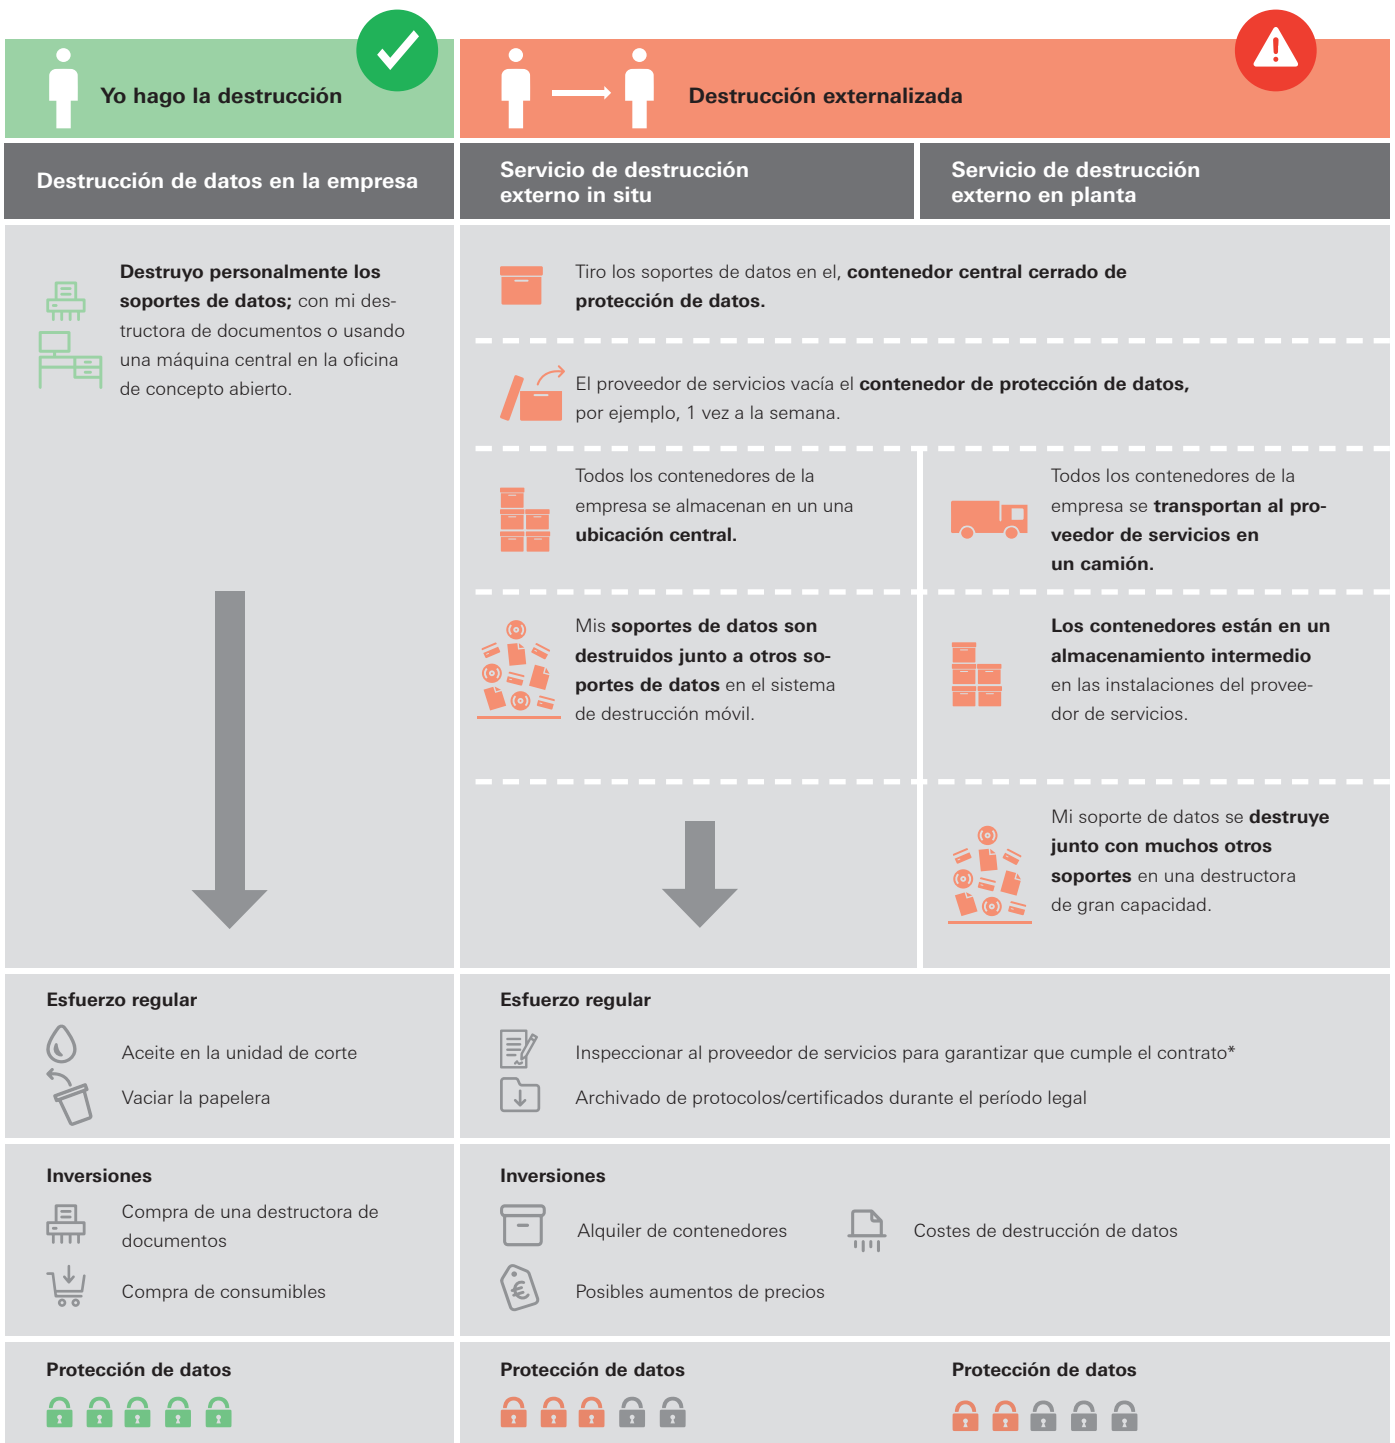 Yo hago la destrucción
Destrucción externalizada
Destrucción de datos en la empresa
Servicio de destrucción
externo in situ
Servicio de destrucción
externo en planta
Destruyo personalmente los
soportes de datos; con mi des-
tructora de documentos o usando
una máquina central en la oficina
de concepto abierto.
Tiro los soportes de datos en el, contenedor central cerrado de
protección de datos.
El proveedor de servicios vacía el contenedor de protección de datos,
por ejemplo, 1 vez a la semana.
Todos los contenedores de la
empresa se almacenan en un una
ubicación central.
Todos los contenedores de la
empresa se transportan al pro-
veedor de servicios en
un camión.
Mis soportes de datos son
destruidos junto a otros so-
portes de datos en el sistema
de destrucción móvil.
Los contenedores están en un
almacenamiento intermedio
en las instalaciones del provee-
dor de servicios.
Mi soporte de datos se destruye
junto con muchos otros
soportes en una destructora
de gran capacidad.
Esfuerzo regular
Aceite en la unidad de corte
Vaciar la papelera
Esfuerzo regular
Inspeccionar al proveedor de servicios para garantizar que cumple el contrato*
Archivado de protocolos/certificados durante el período legal
Inversiones
Compra de una destructora de
documentos
Compra de consumibles
Inversiones
Alquiler de contenedores
Costes de destrucción de datos
€
Posibles aumentos de precios
Protección de datos
Protección de datos
Protección de datos